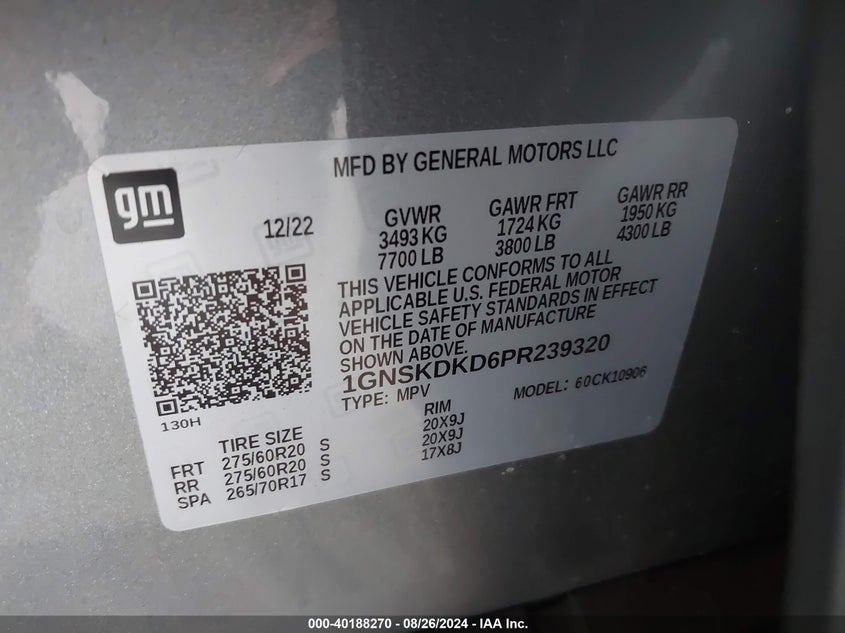 MFD BY GENERAL MOTORS LLC
gm
12/22
GVWR
3493 KG
7700 LB
GAWR FRT
1724 KG
3800 LB
GAWR RR
1950 KG
4300 LB
THIS VEHICLE CONFORMS TO ALL
APPLICABLE U.S. FEDERAL MOTOR
VEHICLE SAFETY STANDARDS IN EFFECT
ON THE DATE OF MANUFACTURE
SHOWN ABOVE.
1GNSKDKD6PR239320
TYPE: MPV
MODEL: 60CK10906
130H
TIRE SIZE
RIM
FRT 275/60R20 S 20X9J
RR 275/60R20 S 20X9J
SPA 265/70R17 S 17X8J
000-40188270 - 08/26/2024 - IAA Inc.